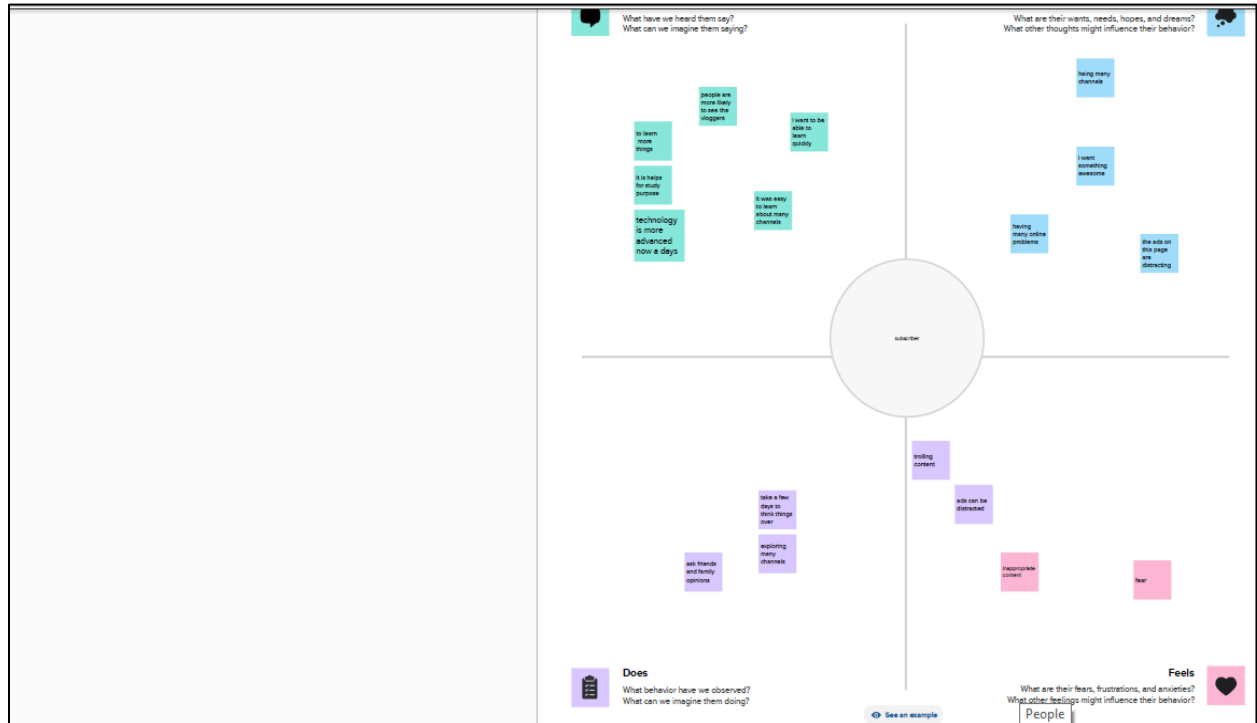 What have we heard them say?
What can we imagine them saying?
What are their wants, needs, hopes, and dreams?
What other thoughts might influence their behavior?
people are
more likely
to see the
vloggers
to learn
more
things
i want to be
able to
learn
quickly
it is helps
for study
purpose
it was easy
to learn
about many
channels
technology
is more
advanced
now a days
haing many
channels
i want
something
awesome
having
many online
problems
the ads on
this page
are
distracting
subscriber
take a few
days to
think things
over
exploring
many
channels
ask friends
and family
opinions
trolling
content
ads can be
distracted
inappropriate
content
fear
Does
What behavior have we observed?
What can we imagine them doing?
Feels
What are their fears, frustrations, and anxieties?
What other feelings might influence their behavior?
See an example
People